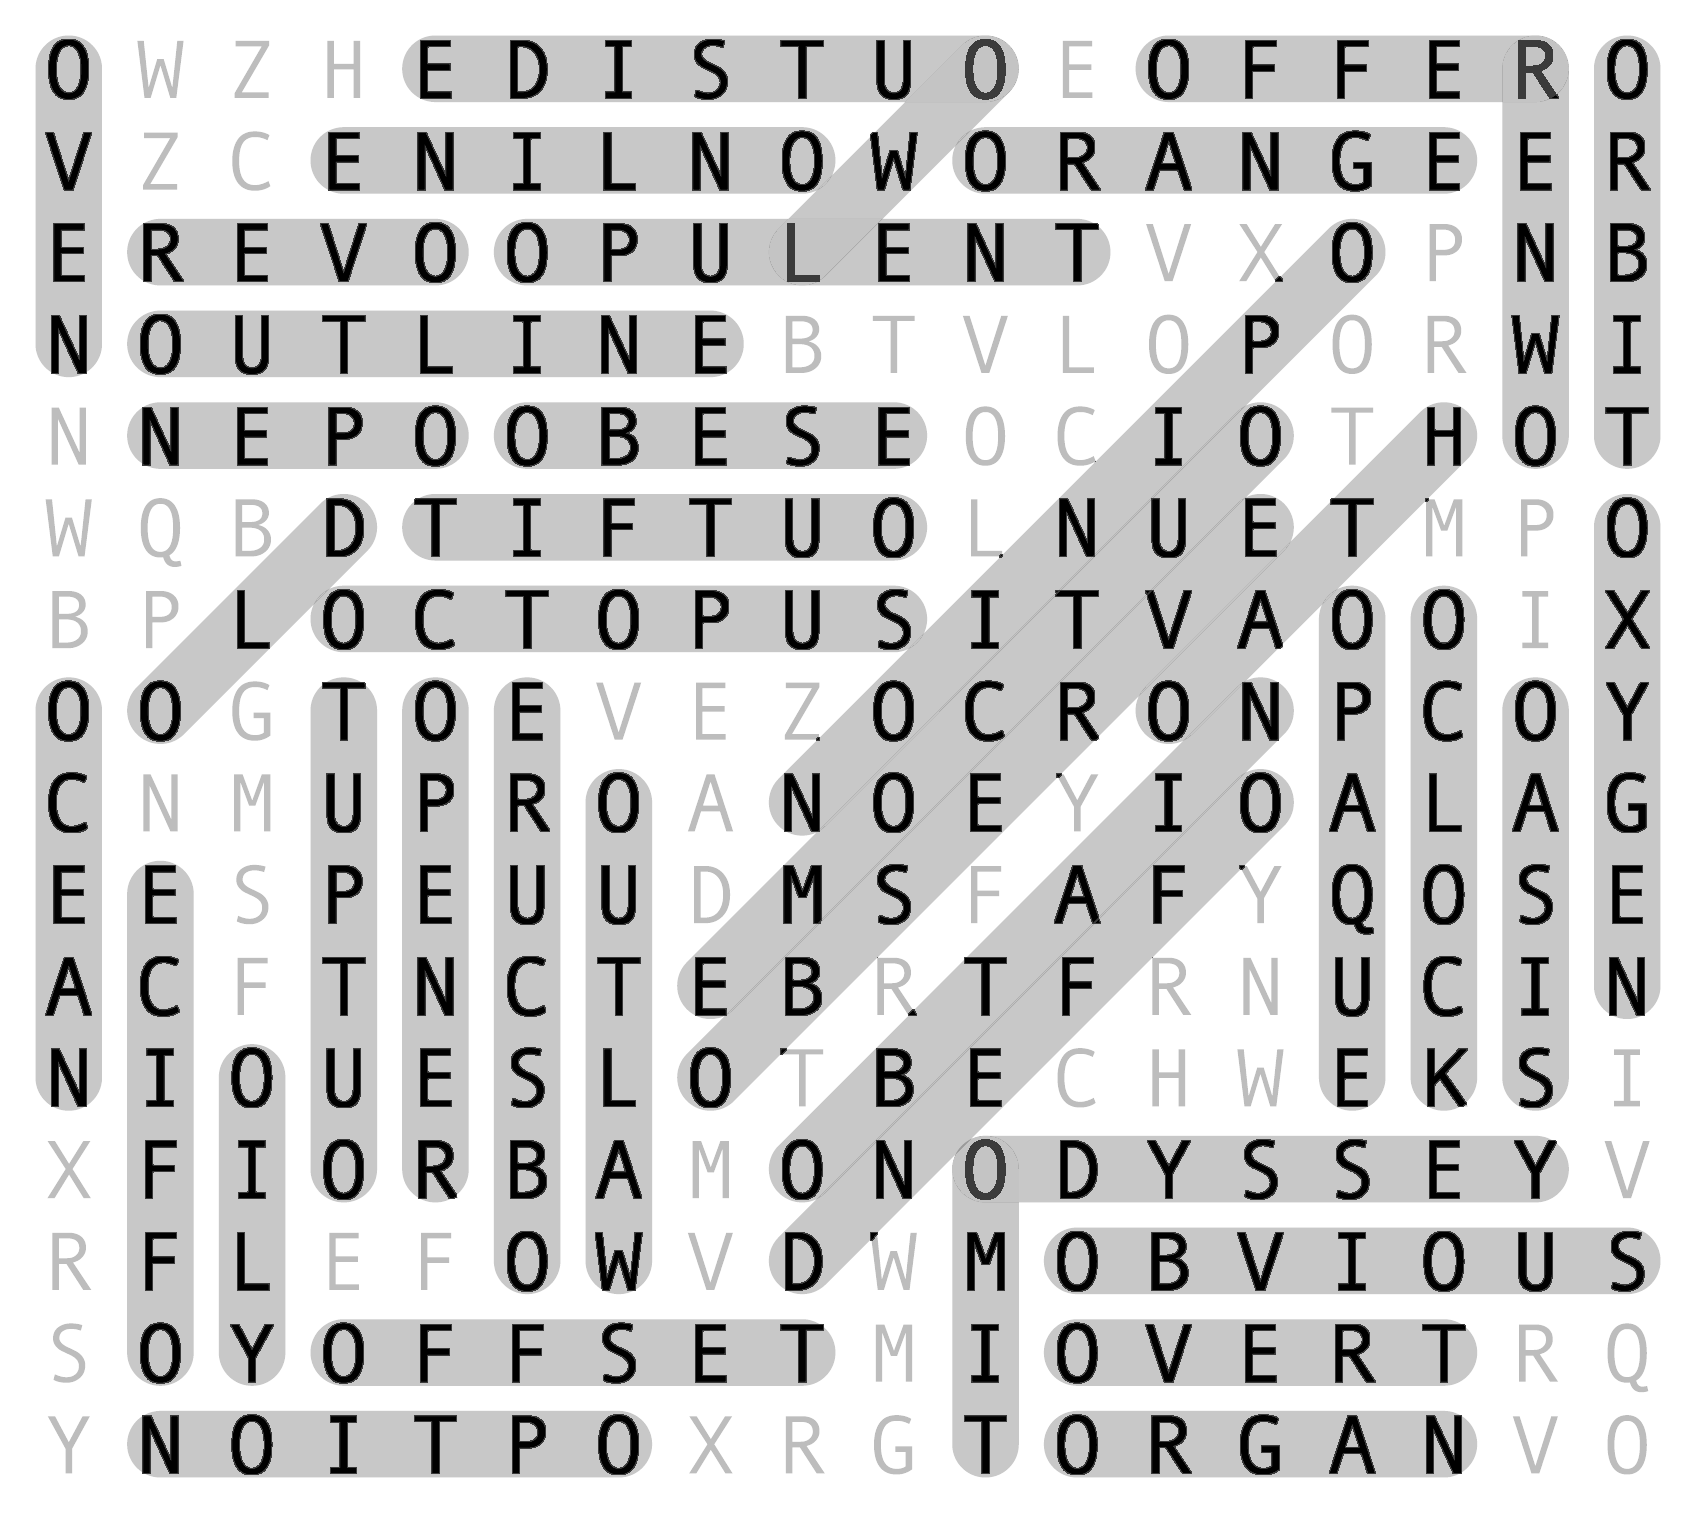 O W Z H E D I S T U O E O F F E R O
V Z C E N I L N O W O R A N G E E R
E R E V O O P U L E N T V X O P N B
N O U T L I N E B T V L O P O R W I
N N E P O O B E S E O C I O T H O T
W Q B D T I F T U O L N U E T M P O
B P L O C T O P U S I T V A O O I X
O O G T O E V E Z O C R O N P C O Y
C N M U P R O A N O E Y I O A L A G
E E S P E U U D M S F A F Y Q O S E
A C F T N C T E B R T F R N U C I N
N I O U E S L O T B E C H W E K S I
X F I O R B A M O N O D Y S S E Y V
R F L E F O W V D W M O B V I O U S
S O Y O F F S E T M I O V E R T R Q
Y N O I T P O X R G T O R G A N V O